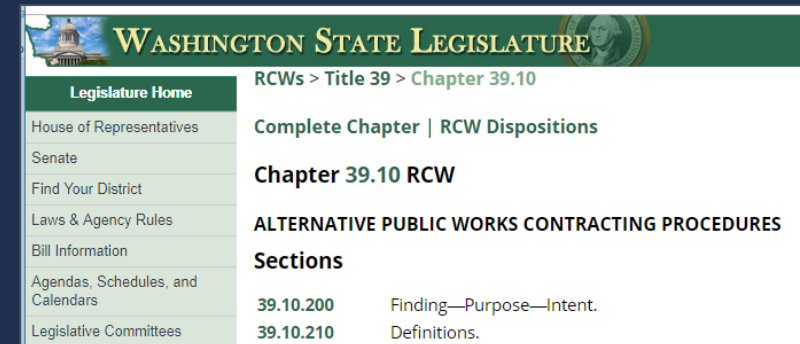 WASHINGTON STATE LEGISLATURE
Legislature Home
House of Representatives
Senate
Find Your District
Laws & Agency Rules
Bill Information
Agendas, Schedules, and
Calendars
Legislative Committees
RCWs > Title 39 > Chapter 39.10
Complete Chapter | RCW Dispositions
Chapter 39.10 RCW
ALTERNATIVE PUBLIC WORKS CONTRACTING PROCEDURES
Sections
39.10.200 Finding—Purpose—Intent.
39.10.210 Definitions.